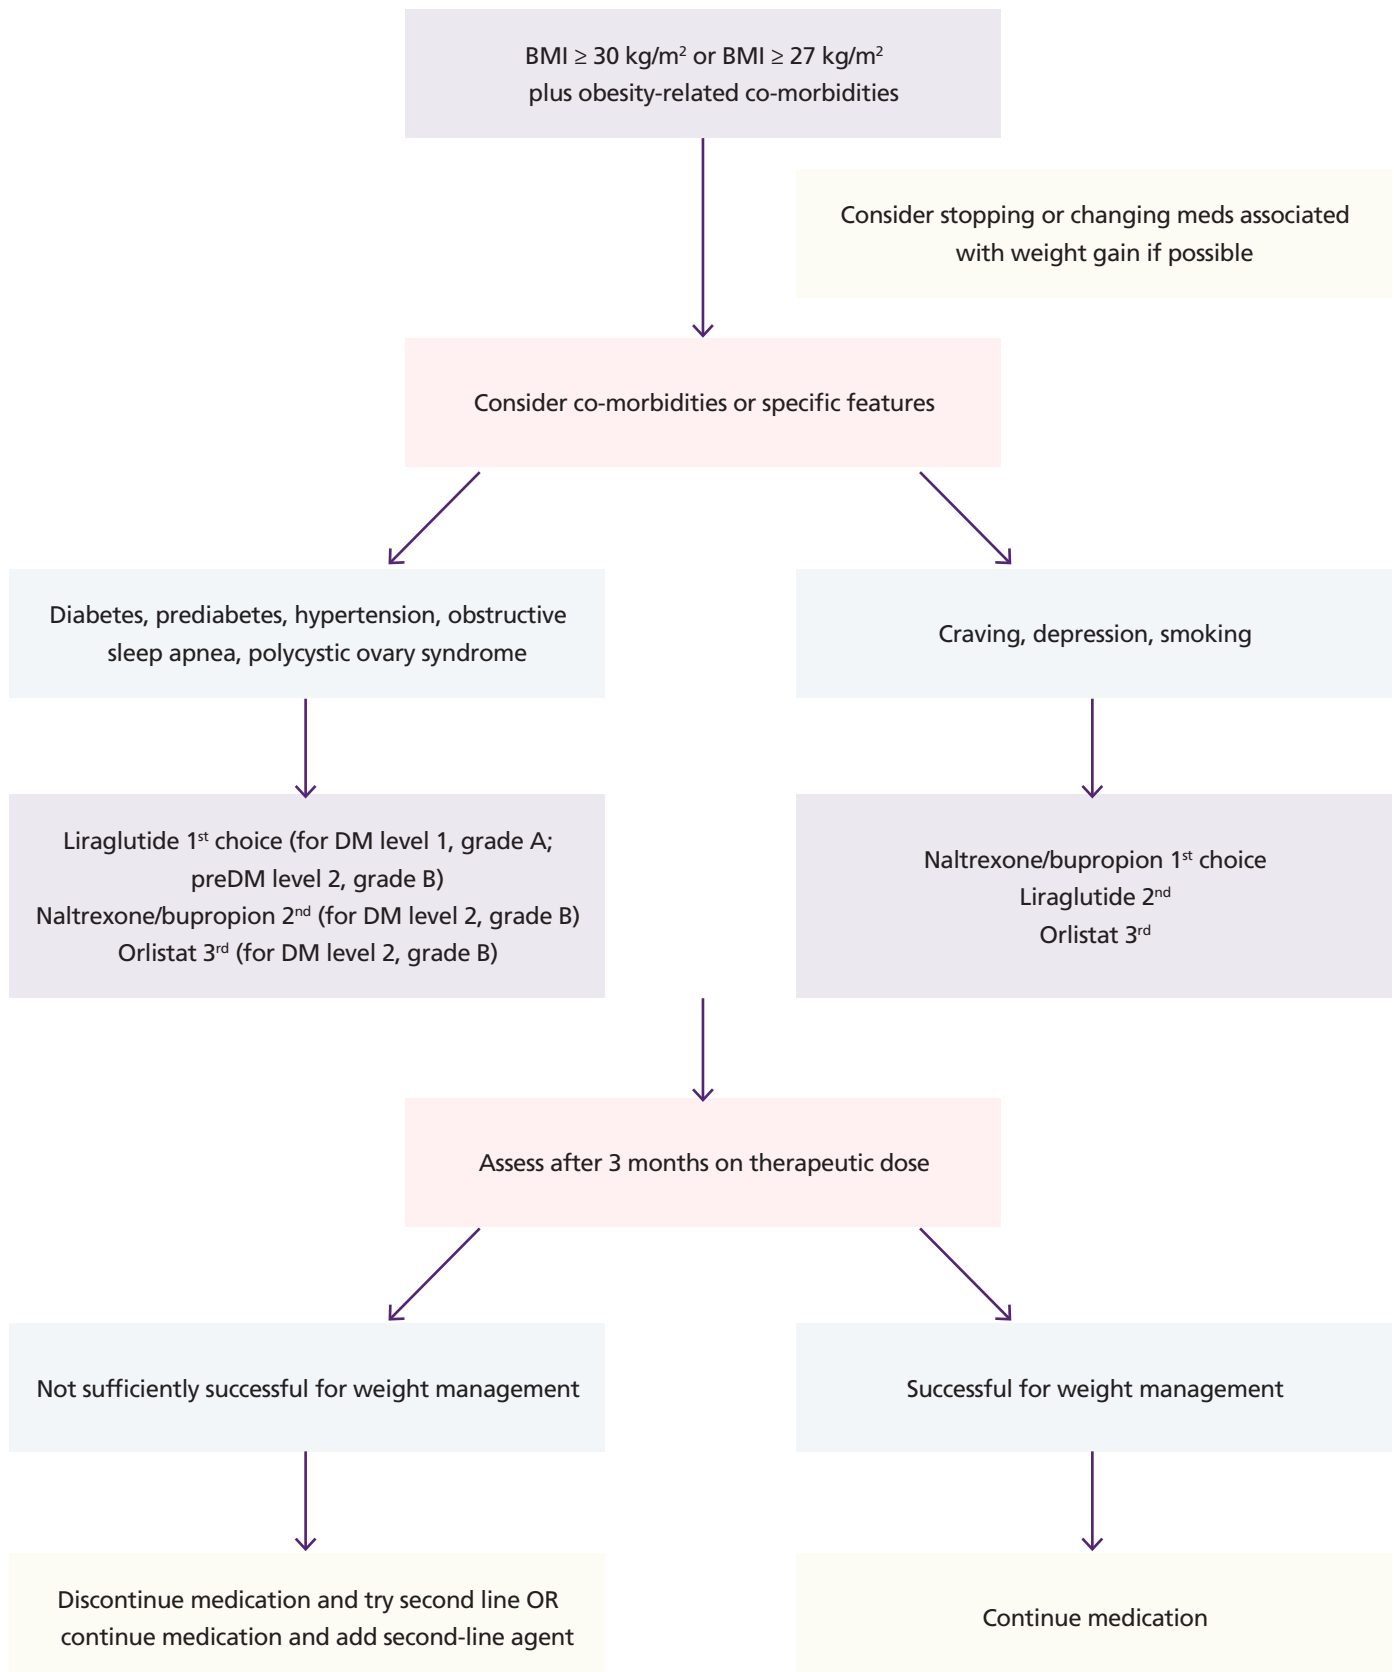 BMI ≥ 30 kg/m² or BMI ≥ 27 kg/m²
plus obesity-related co-morbidities
Consider stopping or changing meds associated
with weight gain if possible
Consider co-morbidities or specific features
Diabetes, prediabetes, hypertension, obstructive
sleep apnea, polycystic ovary syndrome
Craving, depression, smoking
Liraglutide 1st choice (for DM level 1, grade A;
preDM level 2, grade B)
Naltrexone/bupropion 2nd (for DM level 2, grade B)
Orlistat 3rd (for DM level 2, grade B)
Naltrexone/bupropion 1st choice
Liraglutide 2nd
Orlistat 3rd
Assess after 3 months on therapeutic dose
Not sufficiently successful for weight management
Successful for weight management
Discontinue medication and try second line OR
continue medication and add second-line agent
Continue medication